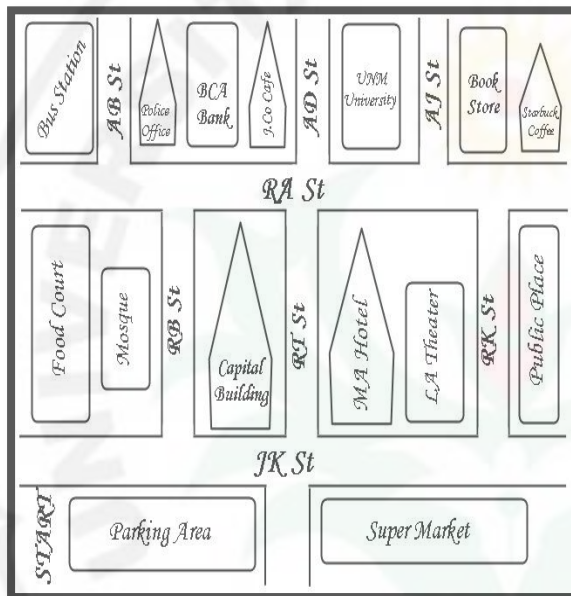 Bus Station
AB St
Police
Office
BCA
Bank
J.Co Cafe
AD St
UNM
University
AJ St
Book
Store
Starbuck
Coffee
RA St
Food Court
Mosque
RB St
Capital
Building
RT St
MA Hotel
LA Theater
RK St
Public Place
JK St
START
Parking Area
Super Market